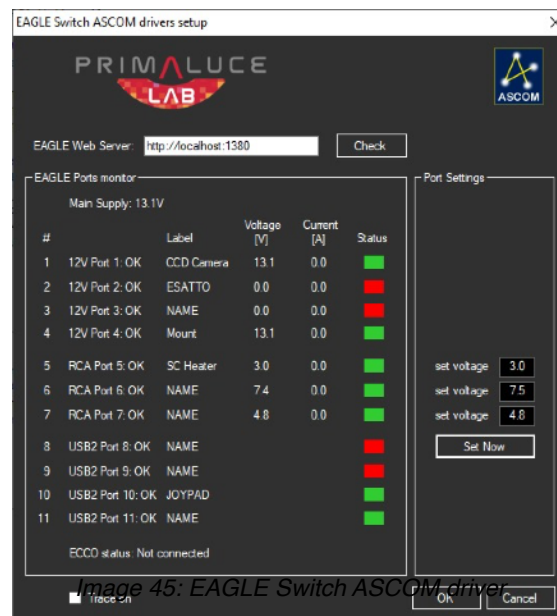 EAGLE Switch ASCOM drivers setup
PRIMALUCE
LAB
ASCOM
EAGLE Web Server: http://localhost:1380 Check
EAGLE Ports monitor
Port Settings
Main Supply: 13.1V
# Label Voltage [V] Current [A] Status
1 12V Port 1: OK CCD Camera 13.1 0.0
2 12V Port 2: OK ESATTO 0.0 0.0
3 12V Port 3: OK NAME 0.0 0.0
4 12V Port 4: OK Mount 13.1 0.0
5 RCA Port 5: OK SC Heater 3.0 0.0 set voltage 3.0
6 RCA Port 6: OK NAME 7.4 0.0 set voltage 7.5
7 RCA Port 7: OK NAME 4.8 0.0 set voltage 4.8
8 USB2 Port 8: OK NAME Set Now
9 USB2 Port 9: OK NAME
10 USB2 Port 10: OK JOYPAD
11 USB2 Port 11: OK NAME
ECCO status: Not connected
Trace on OK Cancel
Image 45: EAGLE Switch ASCOM driver